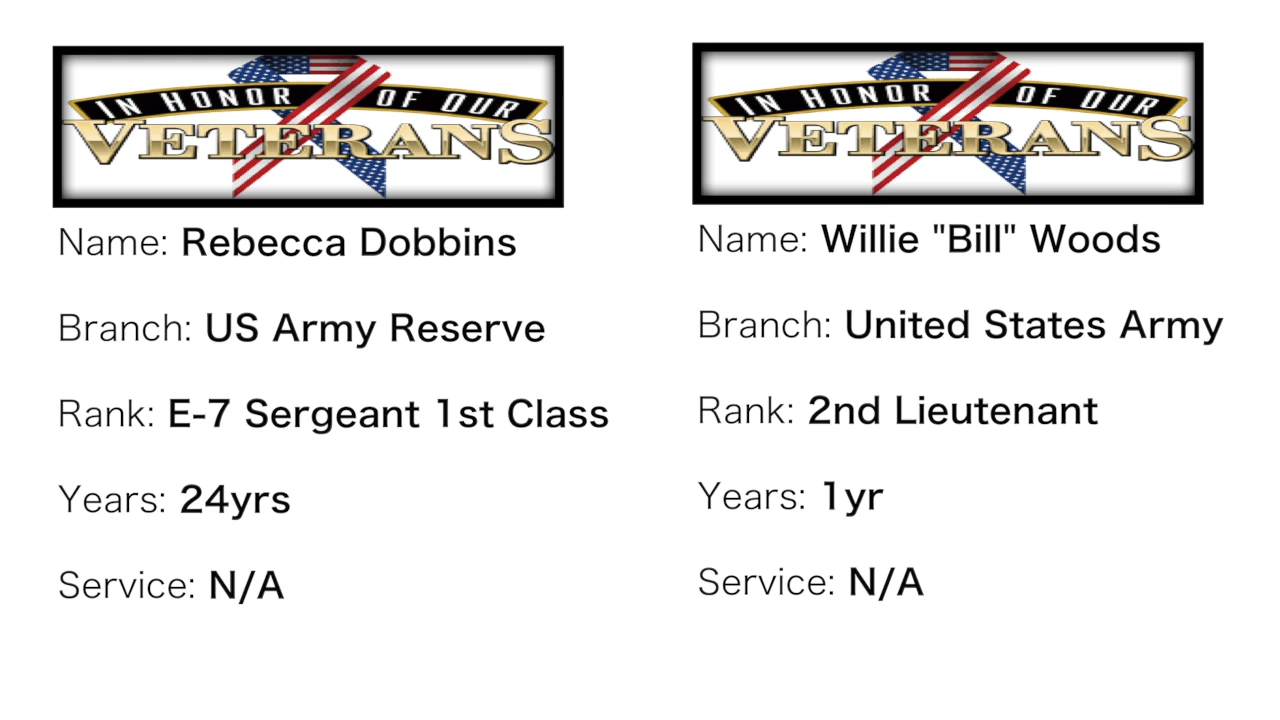 IN HONOR OF OUR
VETERANS
Name: Rebecca Dobbins
Branch: US Army Reserve
Rank: E-7 Sergeant 1st Class
Years: 24yrs
Service: N/A
IN HONOR OF OUR
VETERANS
Name: Willie "Bill" Woods
Branch: United States Army
Rank: 2nd Lieutenant
Years: 1yr
Service: N/A